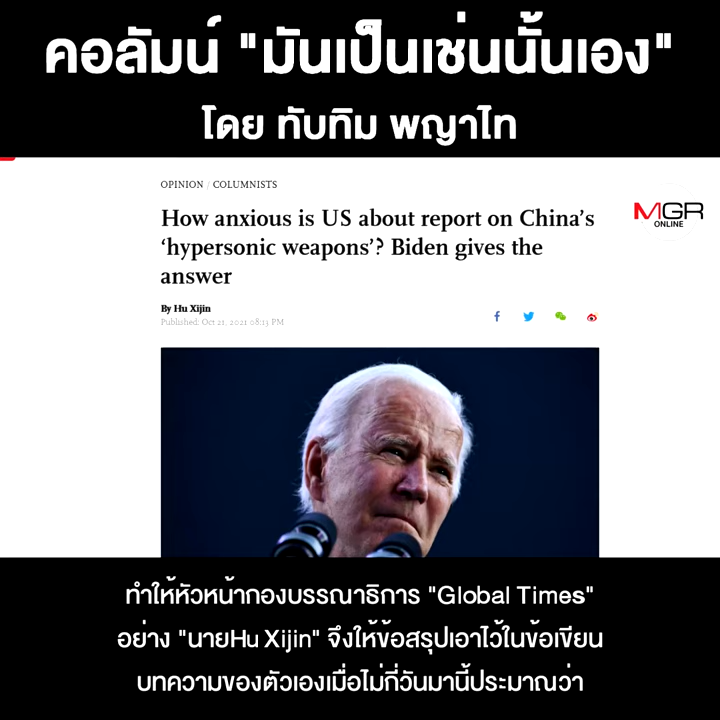 คอลัมน์ "มันเป็นเช่นนั้นเอง"
โดย ทับทิม พญาไท
OPINION / COLUMNISTS
MGR
ONLINE
How anxious is US about report on China's
'hypersonic weapons'? Biden gives the
answer
By Hu Xijin
Published: Oct 21, 2021 08:13 PM
ทำให้หัวหน้ากองบรรณาธิการ "Global Times"
อย่าง "นายHu Xijin" จึงให้ข้อสรุปเอาไว้ในข้อเขียน
บทความของตัวเองเมื่อไม่กี่วันมานี้ประมาณว่า